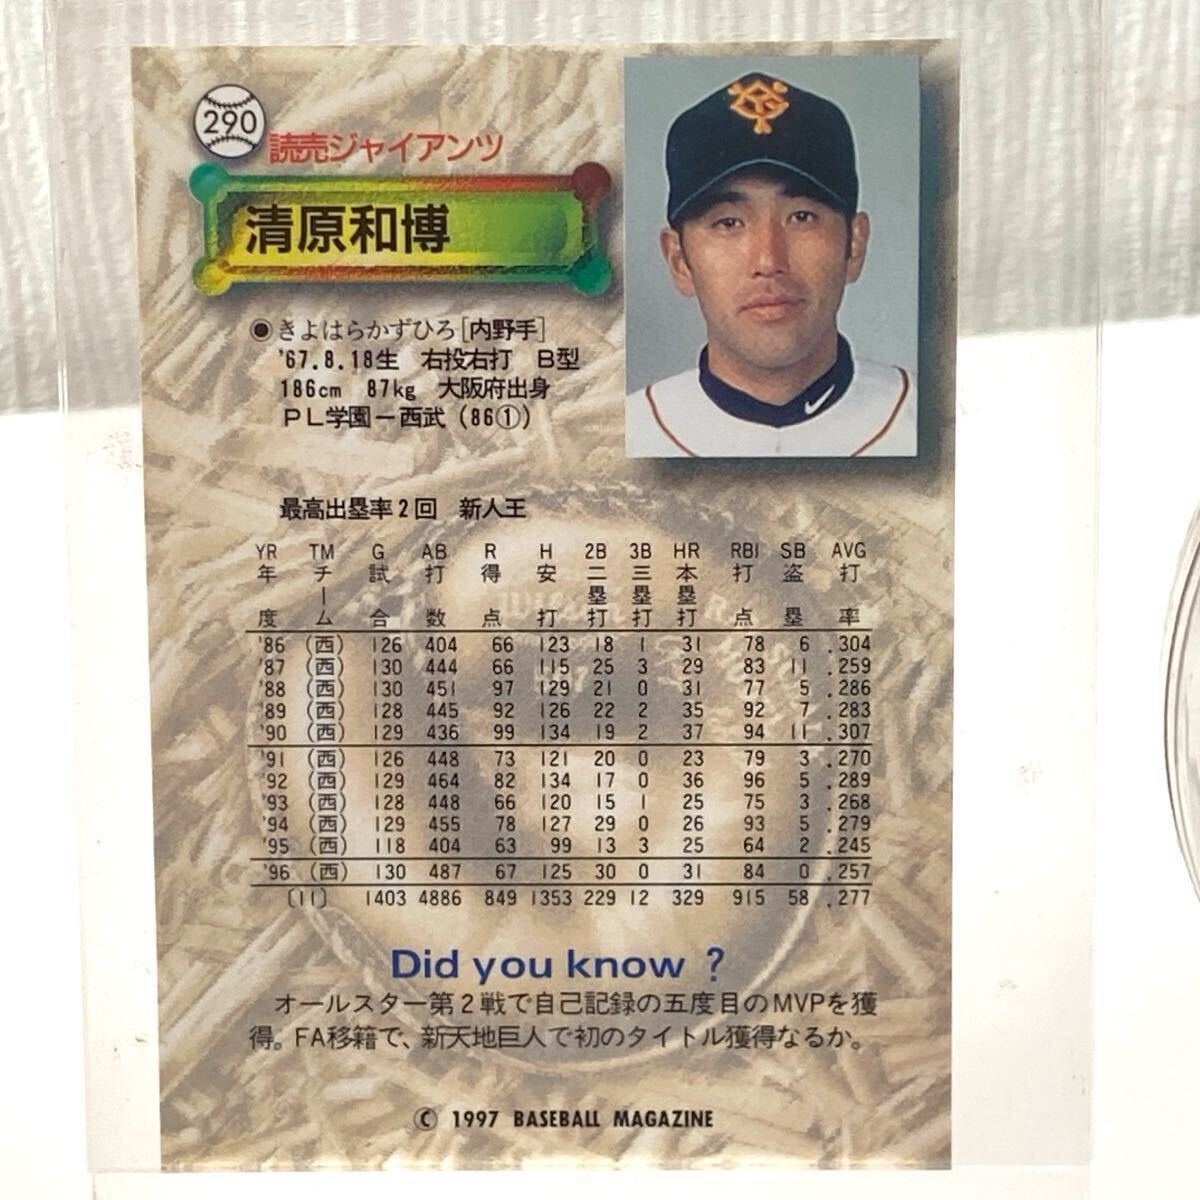 290
読売ジャイアンツ
清原和博
◉きよはらかずひろ[内野手]
'67.8.18生 右投右打 B型
186cm 87kg 大阪府出身
PL学園－西武(86①)
最高出塁率2回 新人王
YR TM G AB R H 2B 3B HR RBI SB AVG
年度 チーム 試合 打数 得点 安打 二塁打 三塁打 本塁打 打点 盗塁 打率
'86 (西) 126 404 66 123 18 1 31 78 6 .304
'87 (西) 130 444 66 115 25 3 29 83 11 .259
'88 (西) 130 451 97 129 21 0 31 77 5 .286
'89 (西) 128 445 92 126 22 2 35 92 7 .283
'90 (西) 129 436 99 134 19 2 37 94 11 .307
'91 (西) 126 448 73 121 20 0 23 79 3 .270
'92 (西) 129 464 82 134 17 0 36 96 5 .289
'93 (西) 128 448 66 120 15 1 25 75 3 .268
'94 (西) 129 455 78 127 29 0 26 93 5 .279
'95 (西) 118 404 63 99 13 3 25 64 2 .245
'96 (西) 130 487 67 125 30 0 31 84 0 .257
〔11〕 1403 4886 849 1353 229 12 329 915 58 .277
Did you know ?
オールスター第2戦で自己記録の五度目のMVPを獲
得。FA移籍で、新天地巨人で初のタイトル獲得なるか。
© 1997 BASEBALL MAGAZINE